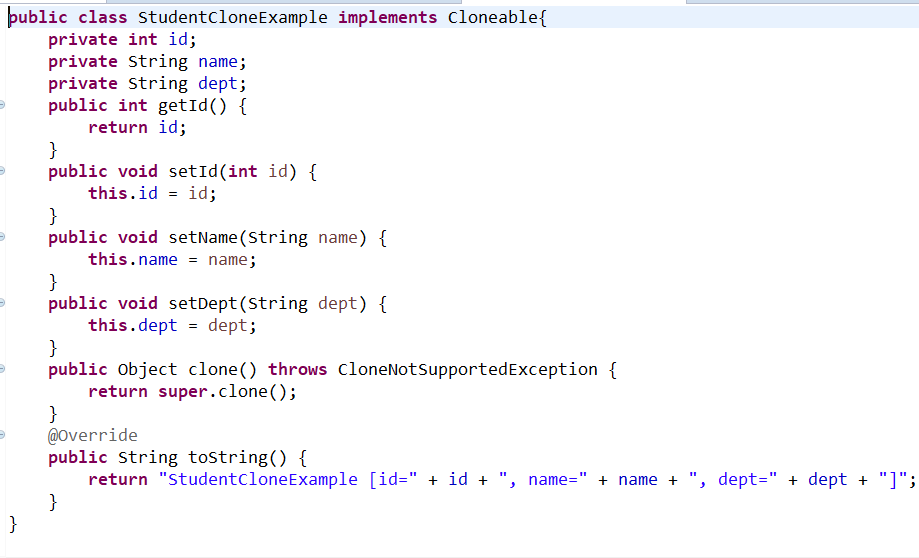 public class StudentCloneExample implements Cloneable{
    private int id;
    private String name;
    private String dept;
    public int getId() {
        return id;
    }
    public void setId(int id) {
        this.id = id;
    }
    public void setName(String name) {
        this.name = name;
    }
    public void setDept(String dept) {
        this.dept = dept;
    }
    public Object clone() throws CloneNotSupportedException {
        return super.clone();
    }
    @Override
    public String toString() {
        return "StudentCloneExample [id=" + id + ", name=" + name + ", dept=" + dept + "]";
    }
}